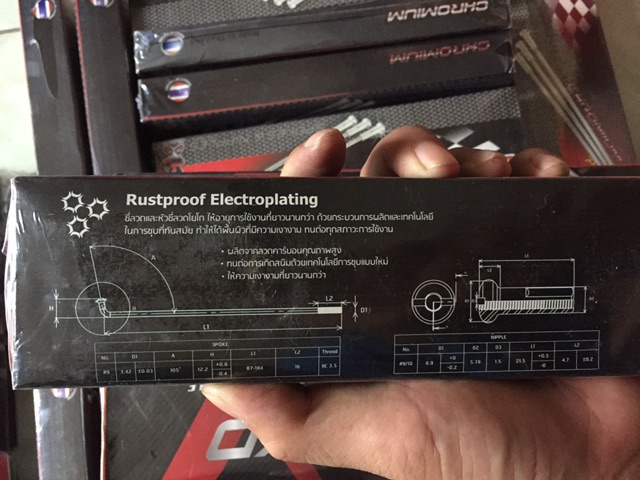 CHROMIUM
CHROMIUM
Rustproof Electroplating
ซี่ลวดและหัวซี่ลวดโยโก ให้อายุการใช้งานที่ยาวนานกว่า ด้วยกระบวนการผลิตและเทคโนโลยี
ในการชุบที่ทันสมัย ทำให้ได้พื้นผิวที่มีความเงางาม ทนต่อทุกสภาวะการใช้งาน
• ผลิตจากลวดคาร์บอนคุณภาพสูง
• ทนต่อการเกิดสนิมด้วยเทคโนโลยีการชุบแบบใหม่
• ให้ความเงางามที่ยาวนานกว่า
A
H
L2
D1
L1
L1
L2
SPOKE
No. D1 A H L1 L2 Thread
#9 3.42 ±0.03 105° 12.2 +0.8 -0.4 87-184 16 BC 3.5
NIPPLE
No. D1 D2 D3 L1 L2
#9/10 8.9 +0 -0.2 5.78 1.5 21.5 +0.5 -0 4.7 ±0.2